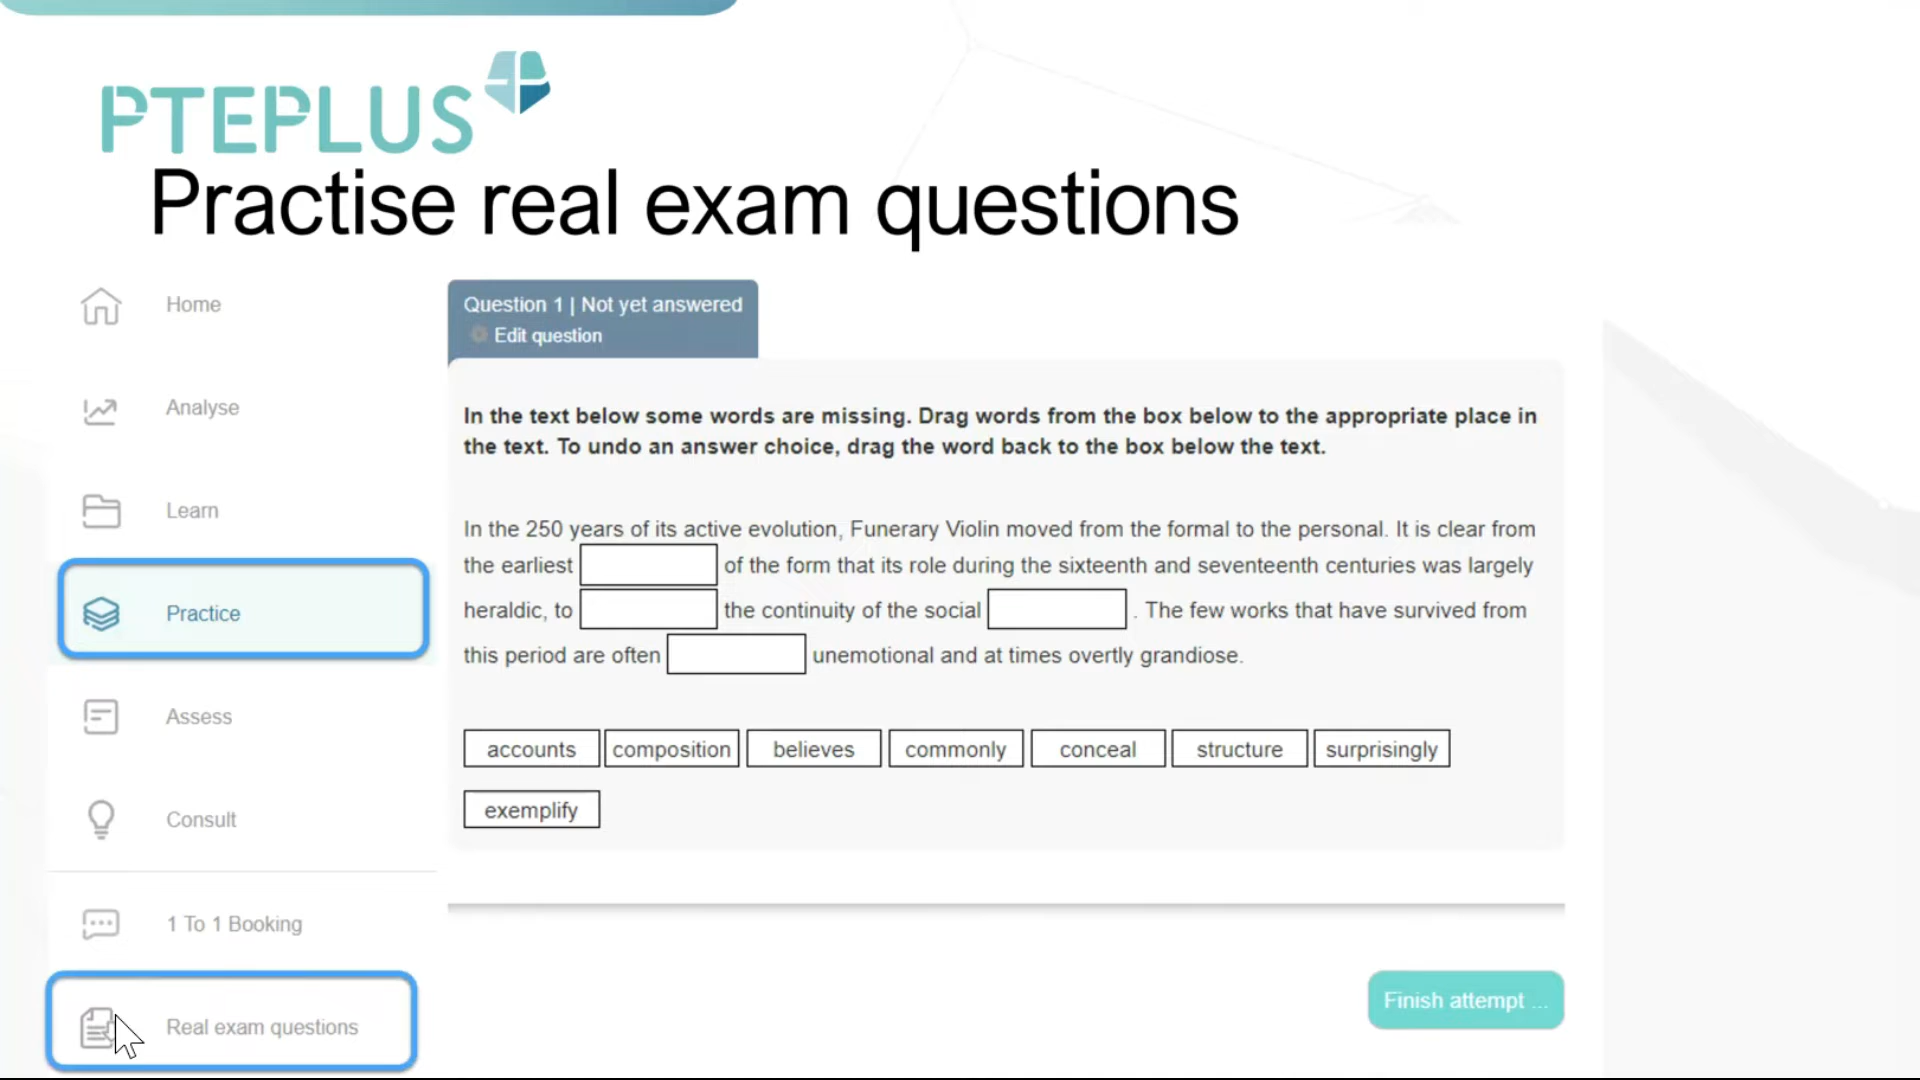 PTEPLUS
Practise real exam questions
Home
Analyse
Learn
Practice
Assess
Consult
1 To 1 Booking
Real exam questions
Question 1 | Not yet answered
Edit question
In the text below some words are missing. Drag words from the box below to the appropriate place in
the text. To undo an answer choice, drag the word back to the box below the text.
In the 250 years of its active evolution, Funerary Violin moved from the formal to the personal. It is clear from
the earliest of the form that its role during the sixteenth and seventeenth centuries was largely
heraldic, to the continuity of the social . The few works that have survived from
this period are often unemotional and at times overtly grandiose.
accounts composition believes commonly conceal structure surprisingly
exemplify
Finish attempt ...